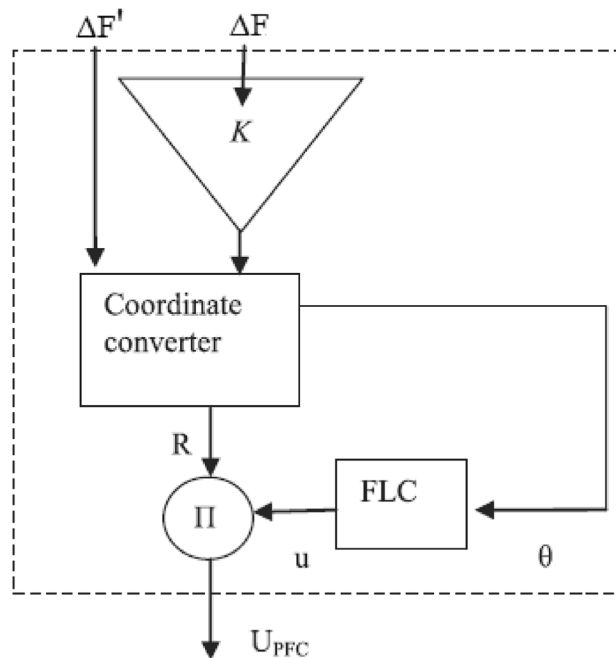 ΔF' ΔF
K
Coordinate
converter
R
FLC
Π
u θ
U_PFC